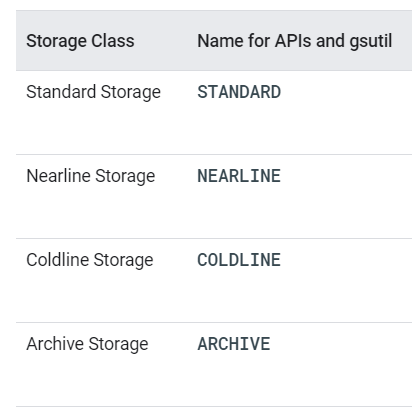 Storage Class Name for APIs and gsutil
Standard Storage STANDARD
Nearline Storage NEARLINE
Coldline Storage COLDLINE
Archive Storage ARCHIVE